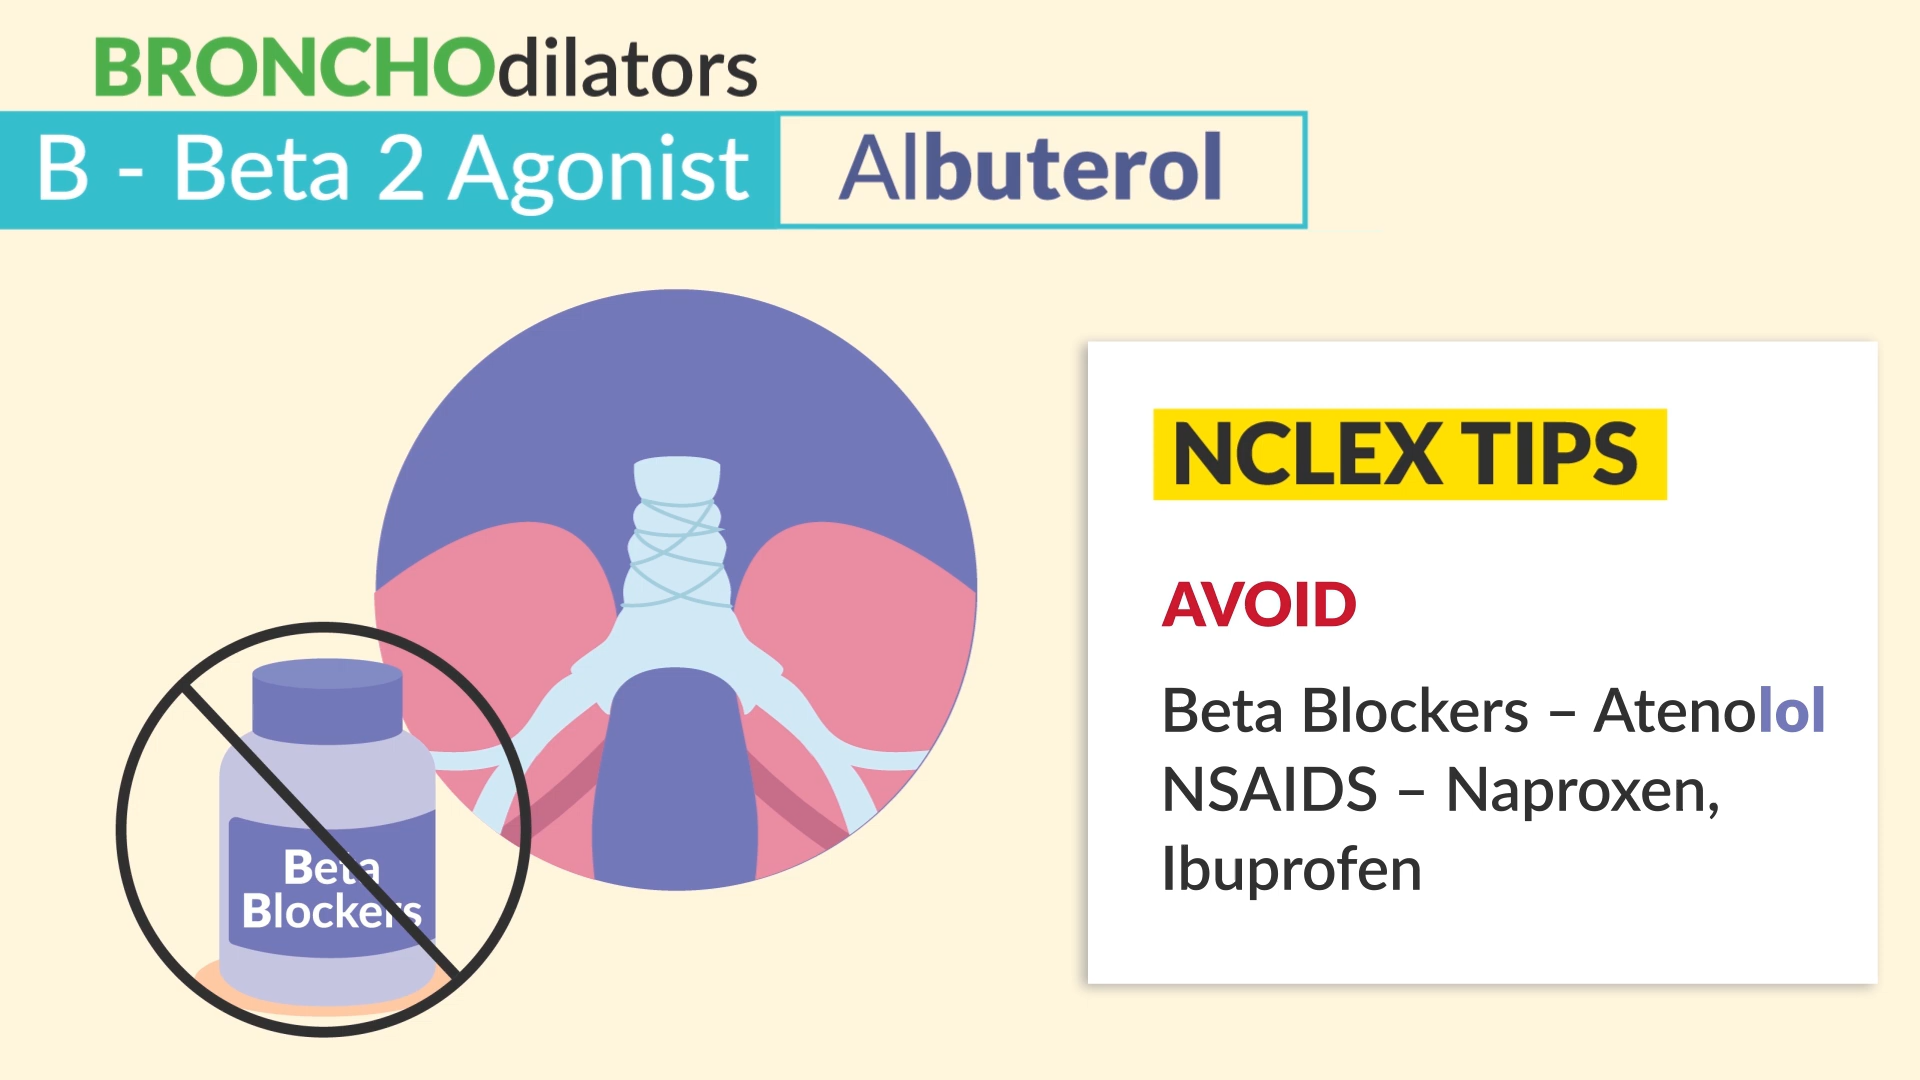 BRONCHOdilators
B - Beta 2 Agonist Albuterol
NCLEX TIPS
AVOID
Beta Blockers – Atenolol
NSAIDS – Naproxen,
Ibuprofen
Beta
Blockers